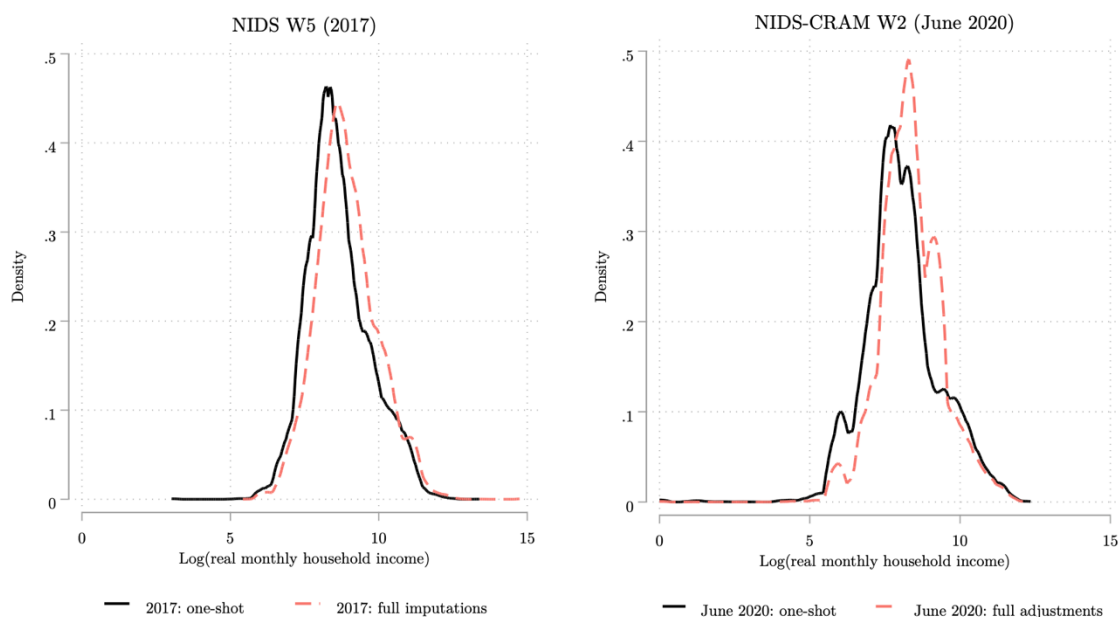 NIDS W5 (2017)
.5
.4
.3
.2
.1
0
Density
0 5 10 15
Log(real monthly household income)
2017: one-shot 2017: full imputations
NIDS-CRAM W2 (June 2020)
.5
.4
.3
.2
.1
0
Density
0 5 10 15
Log(real monthly household income)
June 2020: one-shot June 2020: full adjustments